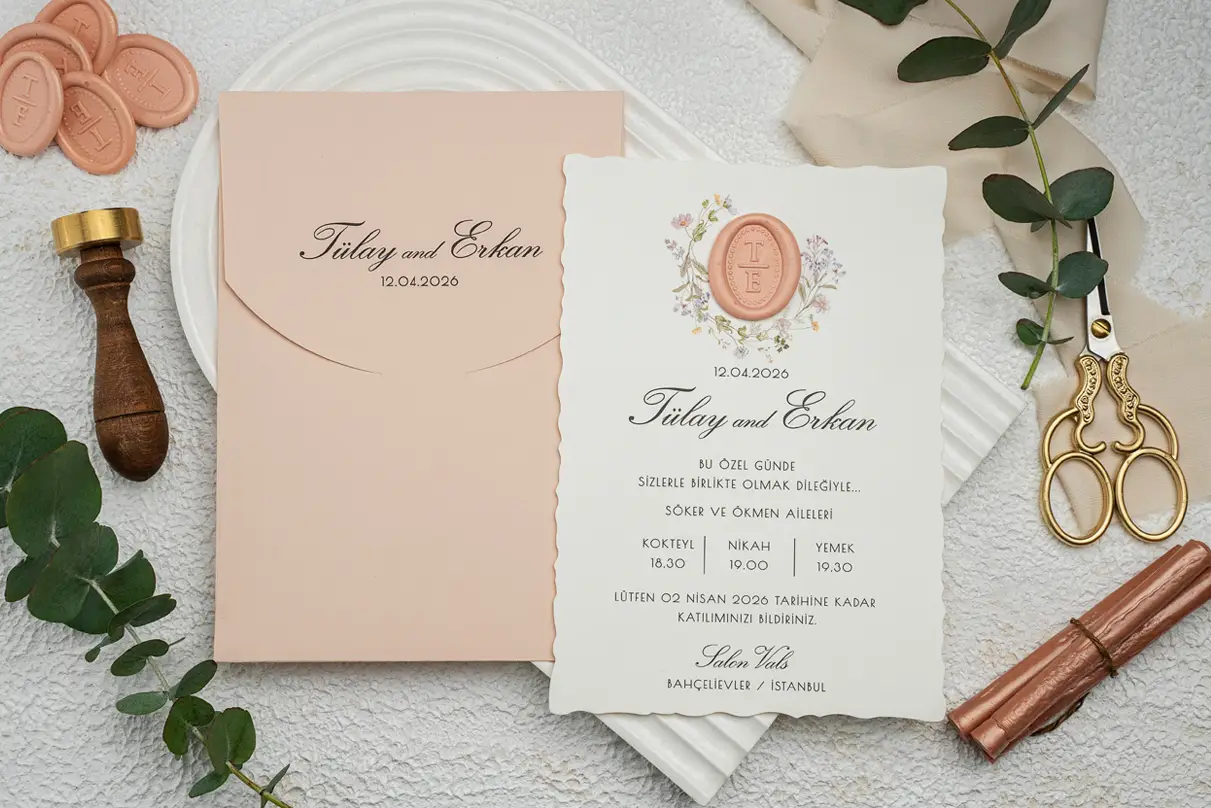 Tülay and Erkan
12.04.2026
T
E
12.04.2026
Tülay and Erkan
BU ÖZEL GÜNDE
SİZLERLE BİRLİKTE OLMAK DİLEĞİYLE...
SÖKER VE ÖKMEN AİLELERİ
KOKTEYL NİKAH YEMEK
18.30 19.00 19.30
LÜTFEN 02 NİSAN 2026 TARİHİNE KADAR
KATILIMINIZI BİLDİRİNİZ.
Salon Vals
BAHÇELİEVLER / İSTANBUL
T
E
T
E
T
E